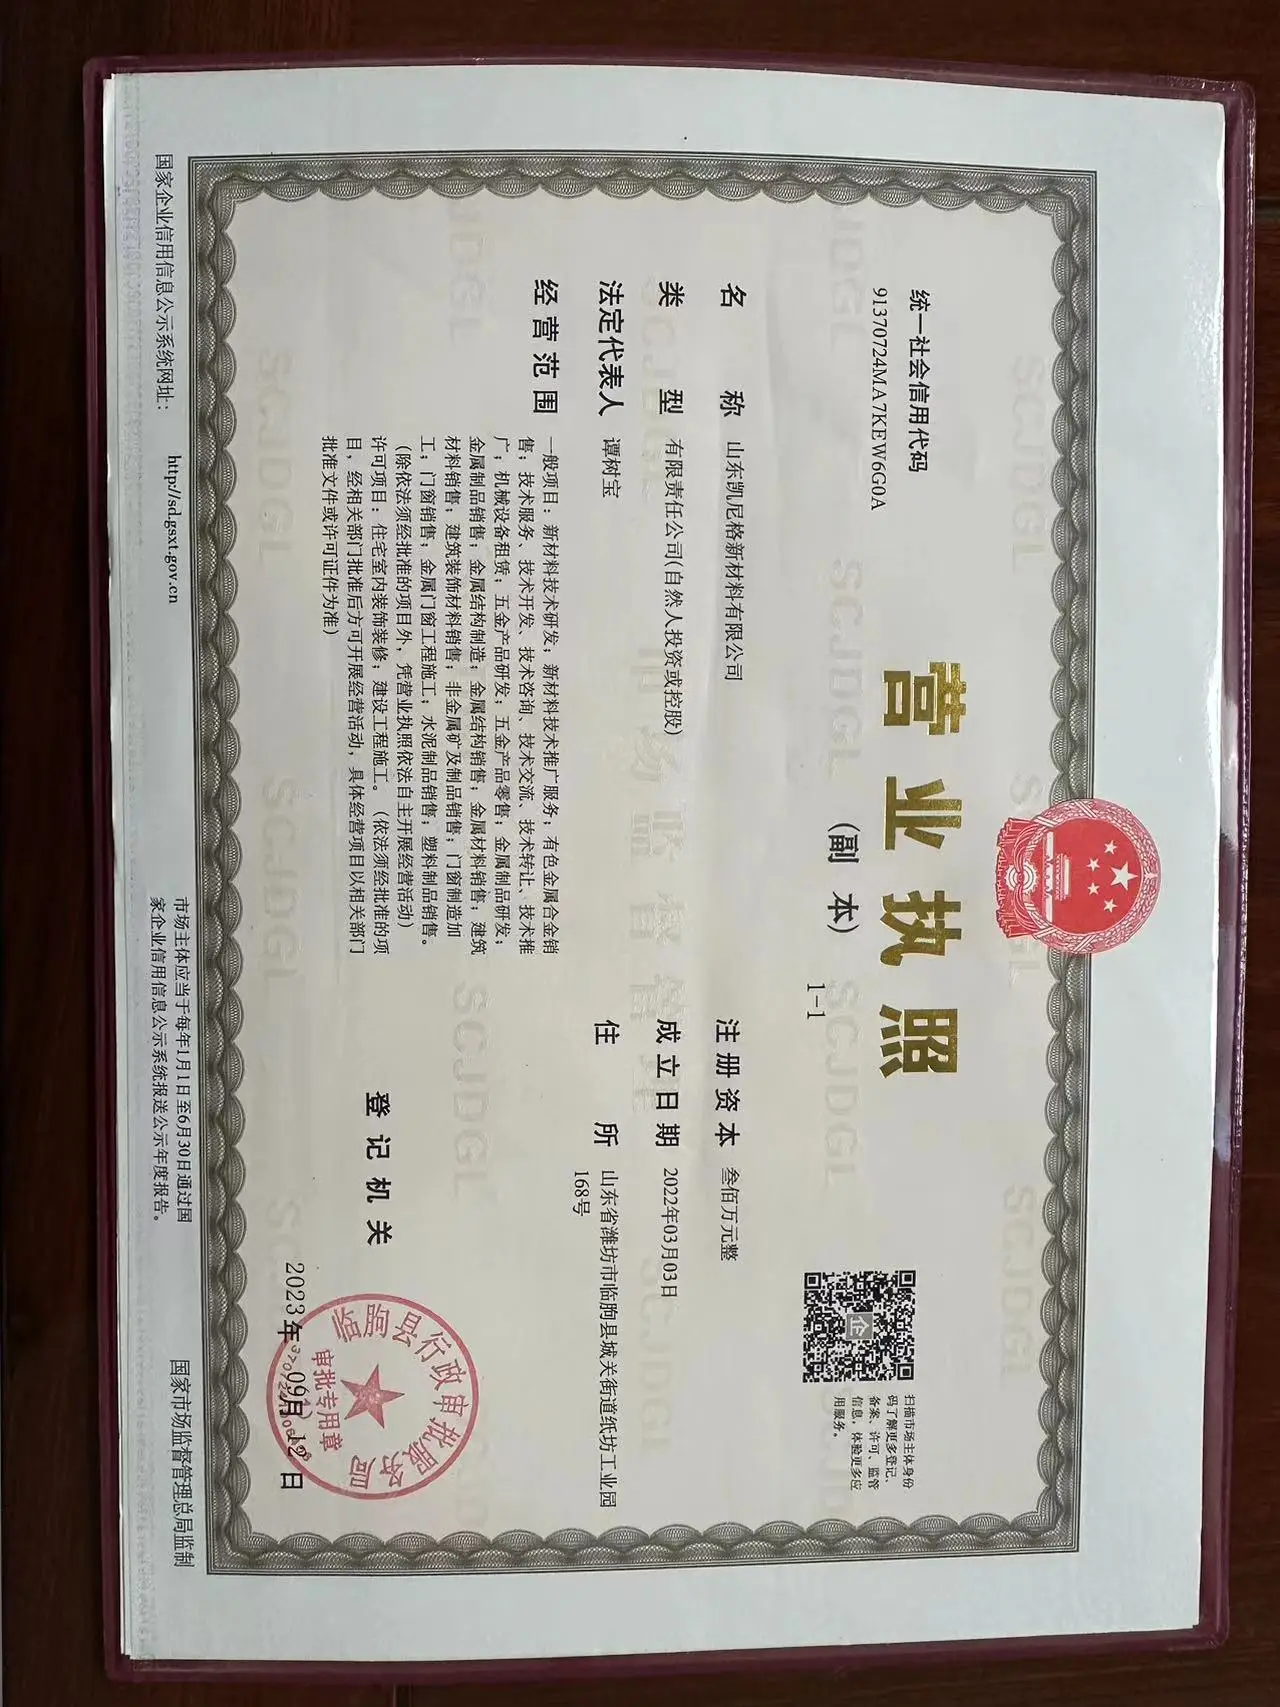 统一社会信用代码
91370724MA7KEW6G0A
营业执照
（副本）
1-1
扫描市场主体身份
码了解更多登记、
备案、许可、监管
信息，体验更多应
用服务。
名称 山东凯尼格新材料有限公司
类型 有限责任公司(自然人投资或控股)
法定代表人 谭树宝
经营范围 一般项目：新材料技术研发；新材料技术推广服务；有色金属合金销
售；技术服务、技术开发、技术咨询、技术交流、技术转让、技术推
广；机械设备租赁；五金产品研发；五金产品零售；金属制品研发；
金属制品销售；金属结构制造；金属结构销售；金属材料销售；建筑
材料销售；建筑装饰材料销售；非金属矿及制品销售；门窗制造加
工；门窗销售；金属门窗工程施工；水泥制品销售；塑料制品销售。
（除依法须经批准的项目外，凭营业执照依法自主开展经营活动）
许可项目：住宅室内装饰装修；建设工程施工。（依法须经批准的项
目，经相关部门批准后方可开展经营活动，具体经营项目以相关部门
批准文件或许可证件为准）
注册资本 叁佰万元整
成立日期 2022年03月03日
住所 山东省潍坊市临朐县城关街道纸坊工业园
168号
登记机关
临朐县行政审批服务局
审批专用章
2023年09月12日
国家企业信用信息公示系统网址：
http://sd.gsxt.gov.cn
市场主体应当于每年1月1日至6月30日通过国
家企业信用信息公示系统报送公示年度报告。
国家市场监督管理总局监制